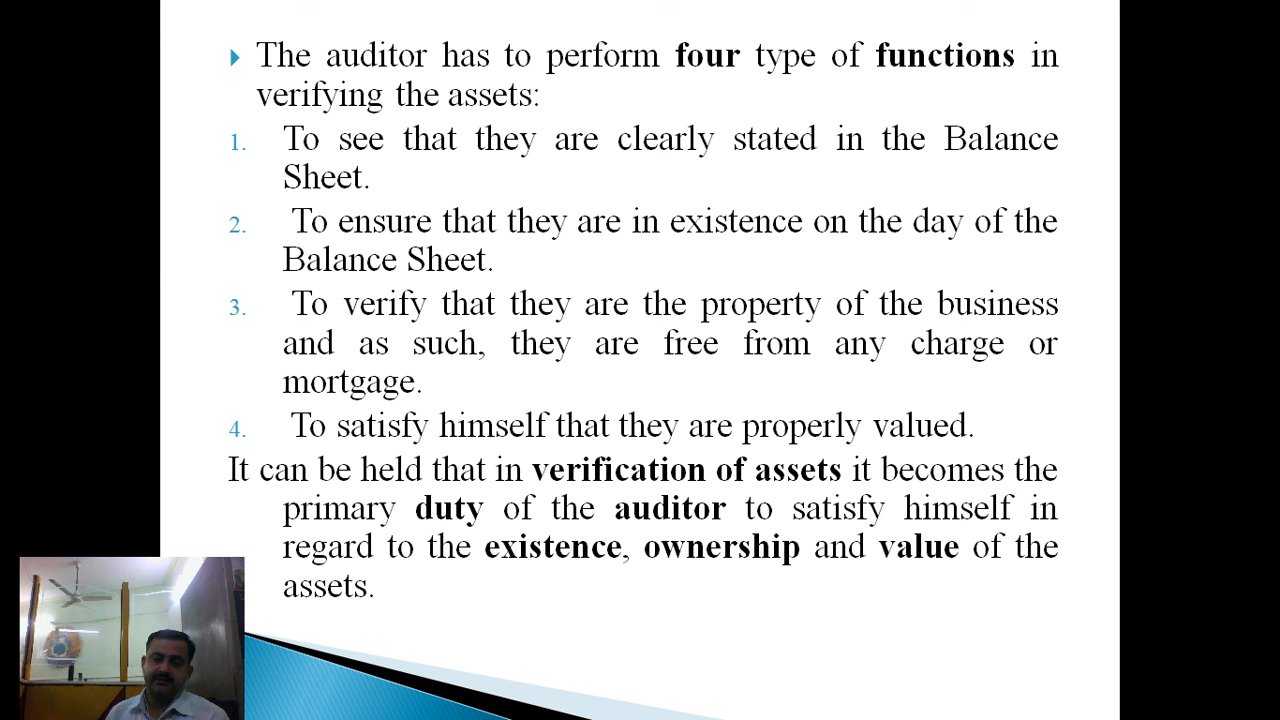 The auditor has to perform four type of functions in
verifying the assets:
1. To see that they are clearly stated in the Balance
Sheet.
2. To ensure that they are in existence on the day of the
Balance Sheet.
3. To verify that they are the property of the business
and as such, they are free from any charge or
mortgage.
4. To satisfy himself that they are properly valued.
It can be held that in verification of assets it becomes the
primary duty of the auditor to satisfy himself in
regard to the existence, ownership and value of the
assets.